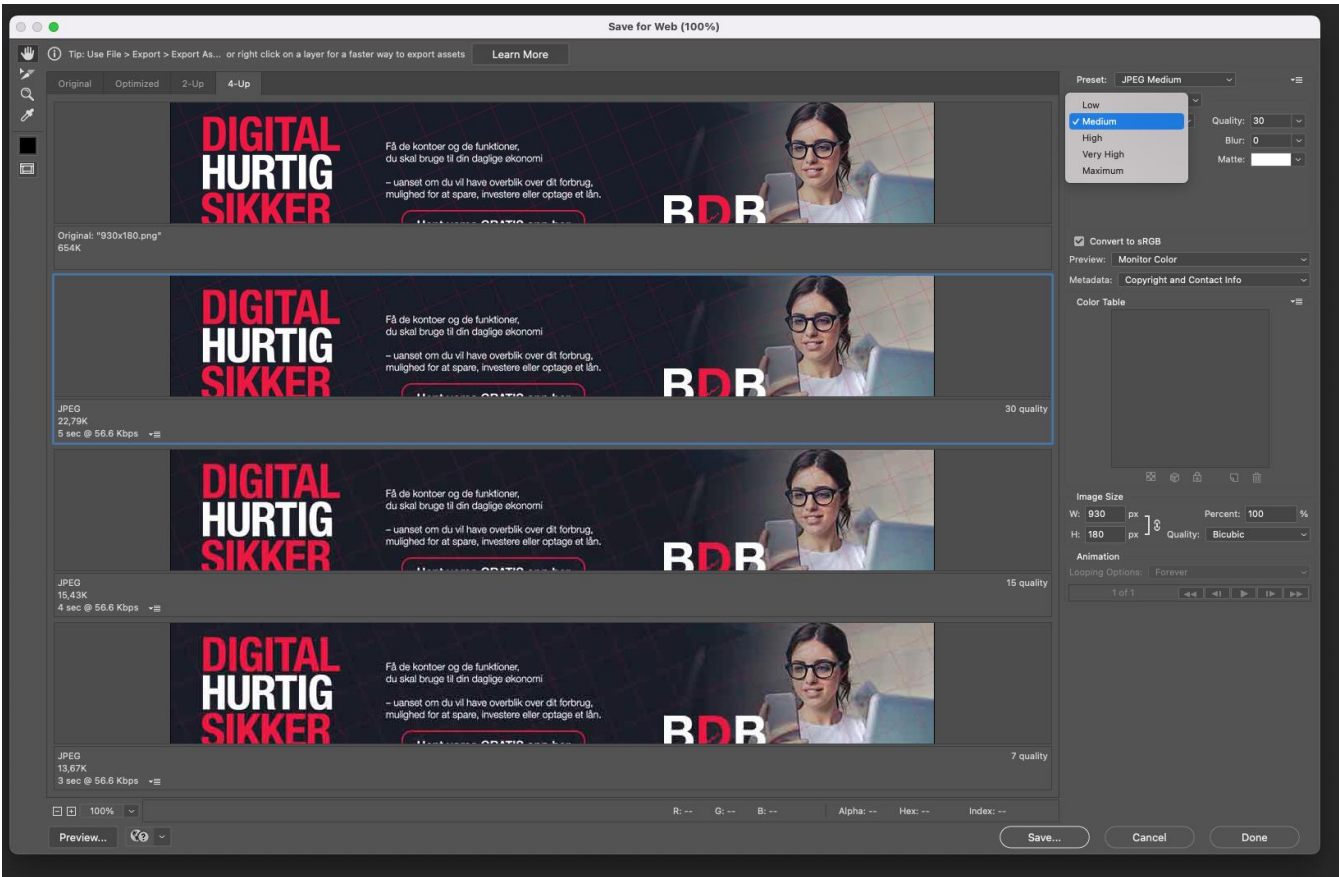 Save for Web (100%)
Tip: Use File > Export > Export As... or right click on a layer for a faster way to export assets
Learn More
Original
Optimized
2-Up
4-Up
DIGITAL
HURTIG
SIKKER
Få de kontoer og de funktioner,
du skal bruge til din daglige økonomi
– uanset om du vil have overblik over dit forbrug,
mulighed for at spare, investere eller optage et lån.
BDB
Original: "930x180.png"
654K
DIGITAL
HURTIG
SIKKER
Få de kontoer og de funktioner,
du skal bruge til din daglige økonomi
– uanset om du vil have overblik over dit forbrug,
mulighed for at spare, investere eller optage et lån.
BDB
JPEG
30 quality
22,79K
5 sec @ 56.6 Kbps
DIGITAL
HURTIG
SIKKER
Få de kontoer og de funktioner,
du skal bruge til din daglige økonomi
– uanset om du vil have overblik over dit forbrug,
mulighed for at spare, investere eller optage et lån.
BDB
JPEG
15 quality
15,43K
4 sec @ 56.6 Kbps
DIGITAL
HURTIG
SIKKER
Få de kontoer og de funktioner,
du skal bruge til din daglige økonomi
– uanset om du vil have overblik over dit forbrug,
mulighed for at spare, investere eller optage et lån.
BDB
JPEG
7 quality
13,67K
3 sec @ 56.6 Kbps
100%
R: --
G: --
B: --
Alpha: --
Hex: --
Index: --
Preview...
Save...
Cancel
Done
Preset: JPEG Medium
Low
Medium
High
Very High
Maximum
Quality: 30
Blur: 0
Matte:
Convert to sRGB
Preview: Monitor Color
Metadata: Copyright and Contact Info
Color Table
Image Size
W: 930 px
Percent: 100 %
H: 180 px
Quality: Bicubic
Animation
Looping Options: Forever
1 of 1